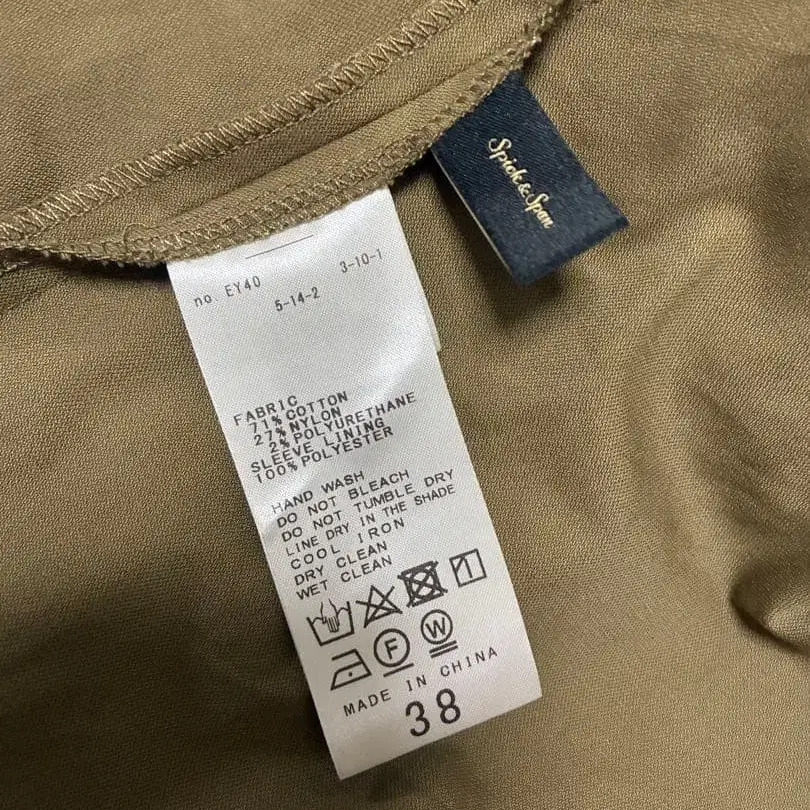 Spick & Span
no. EY40
3-10-1
5-14-2
FABRIC
71% COTTON
27% NYLON
2% POLYURETHANE
SLEEVE LINING
100% POLYESTER
HAND WASH
DO NOT BLEACH
DO NOT TUMBLE DRY
LINE DRY IN THE SHADE
COOL IRON
DRY CLEAN
WET CLEAN
F W
MADE IN CHINA
38